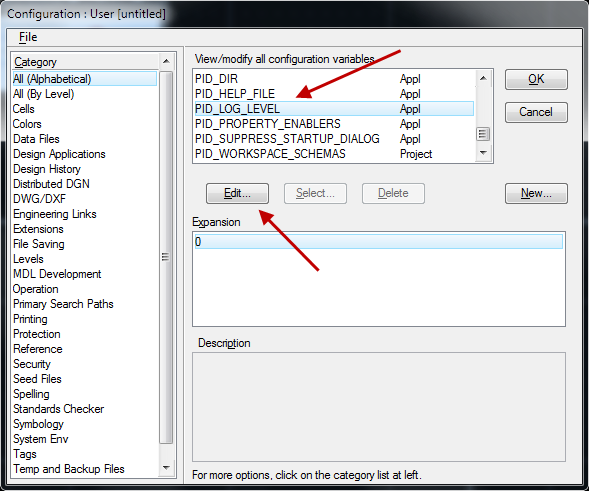 Configuration : User [untitled]
File
Category
All (Alphabetical)
All (By Level)
Cells
Colors
Data Files
Design Applications
Design History
Distributed DGN
DWG/DXF
Engineering Links
Extensions
File Saving
Levels
MDL Development
Operation
Primary Search Paths
Printing
Protection
Reference
Security
Seed Files
Spelling
Standards Checker
Symbology
System Env
Tags
Temp and Backup Files
View/modify all configuration variables
PID_DIR Appl
PID_HELP_FILE Appl
PID_LOG_LEVEL Appl
PID_PROPERTY_ENABLERS Appl
PID_SUPPRESS_STARTUP_DIALOG Appl
PID_WORKSPACE_SCHEMAS Project
OK
Cancel
Edit... Select... Delete New...
Expansion
0
Description
For more options, click on the category list at left.